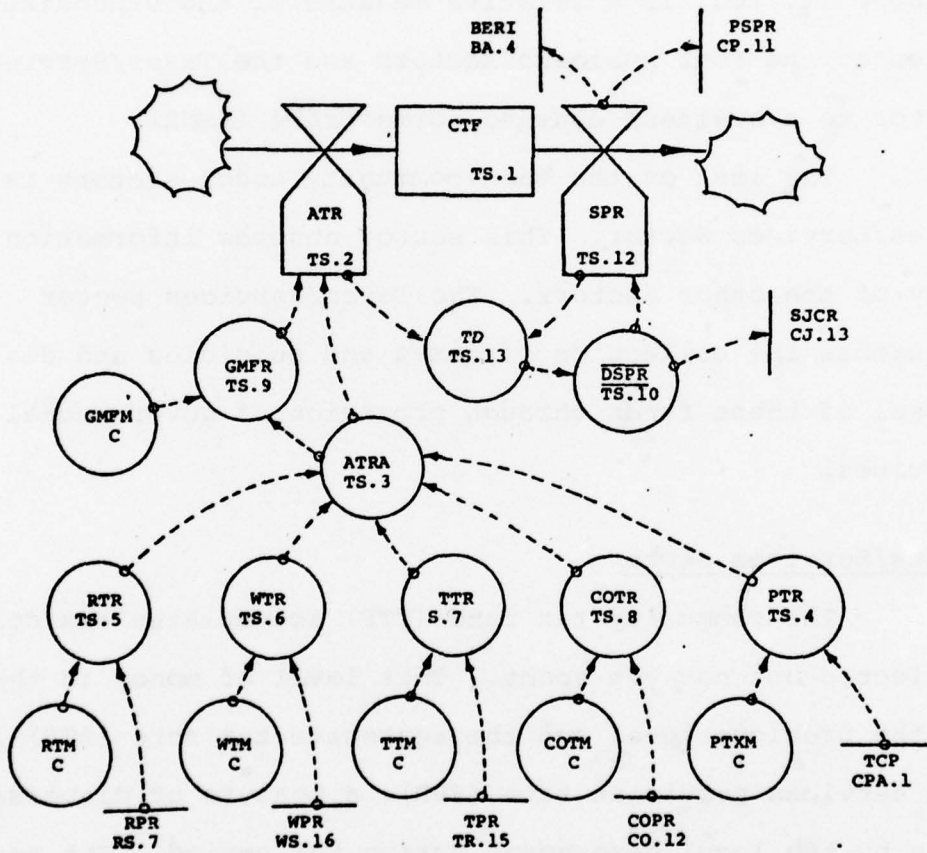 BERI
BA.4
PSPR
CP.11
CTF
TS.1
ATR
TS.2
SPR
TS.12
TD
TS.13
DSPR
TS.10
SJCR
CJ.13
GMFR
TS.9
GMFM
C
ATRA
TS.3
RTR
TS.5
WTR
TS.6
TTR
TS.7
COTR
TS.8
PTR
TS.4
RTM
C
WTM
C
TTM
C
COTM
C
PTXM
C
TCP
CPA.1
RPR
RS.7
WPR
WS.16
TPR
TR.15
COPR
CO.12